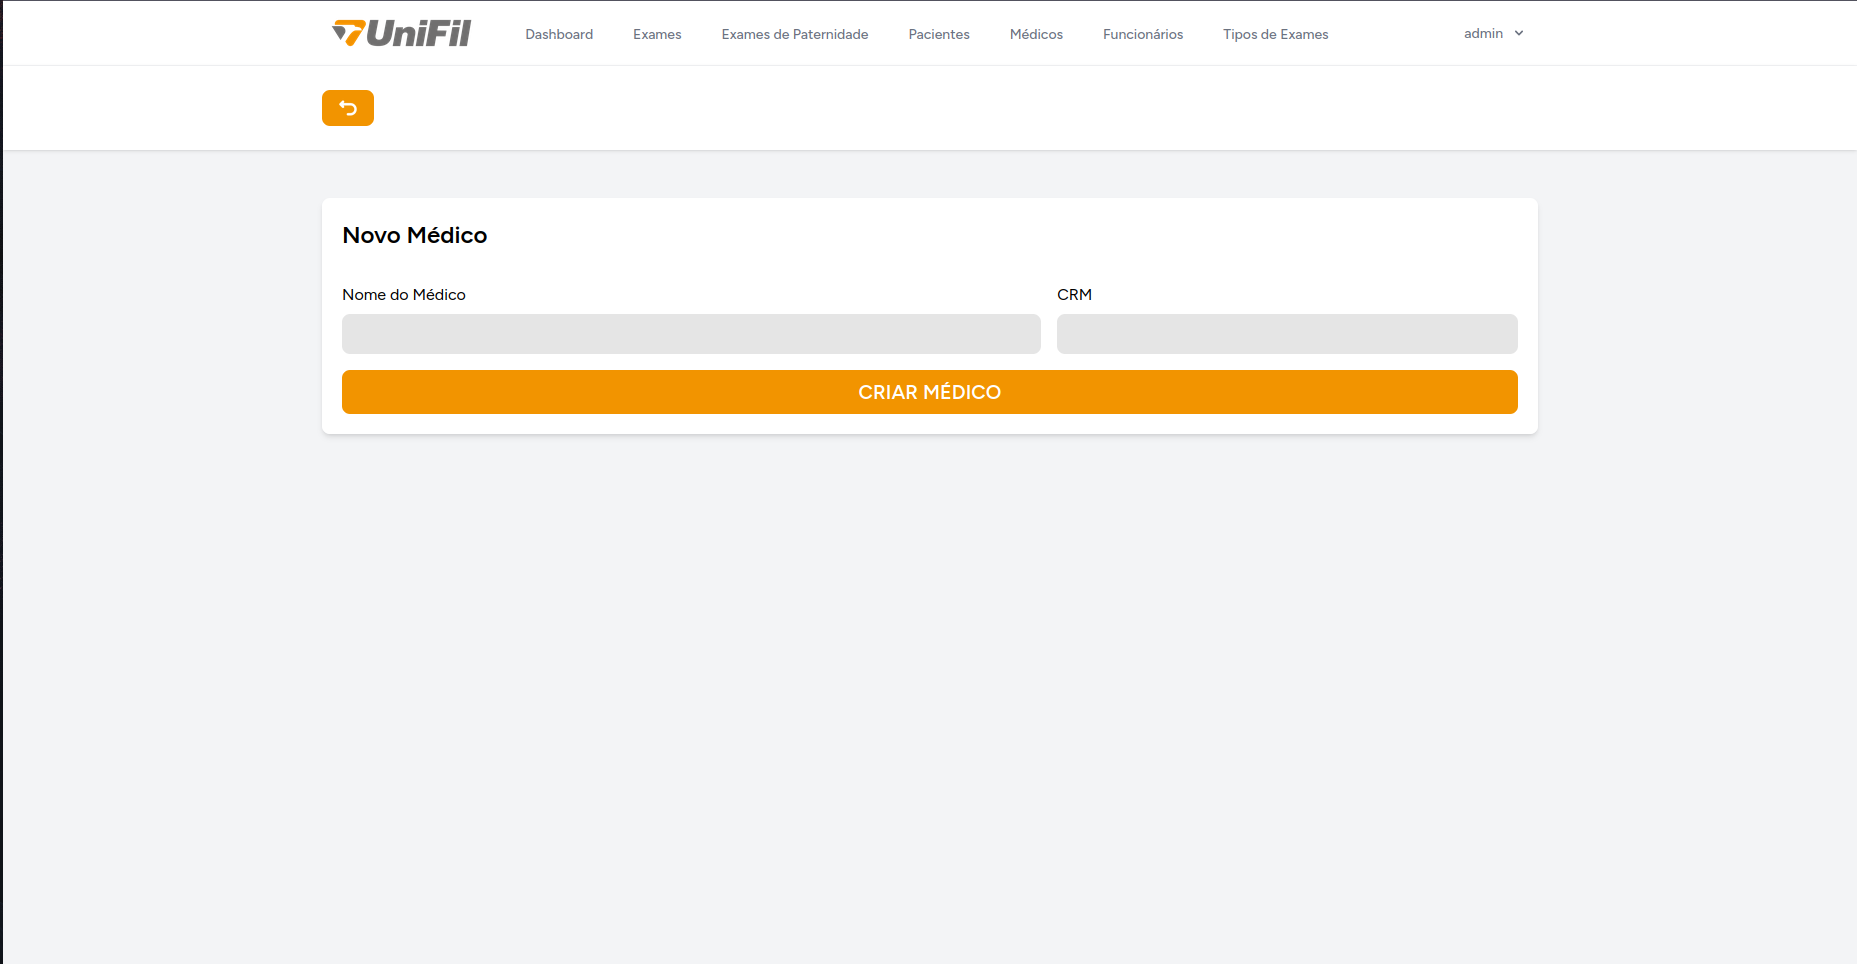 UniFil
Dashboard Exames Exames de Paternidade Pacientes Médicos Funcionários Tipos de Exames admin
Novo Médico
Nome do Médico CRM
CRIAR MÉDICO